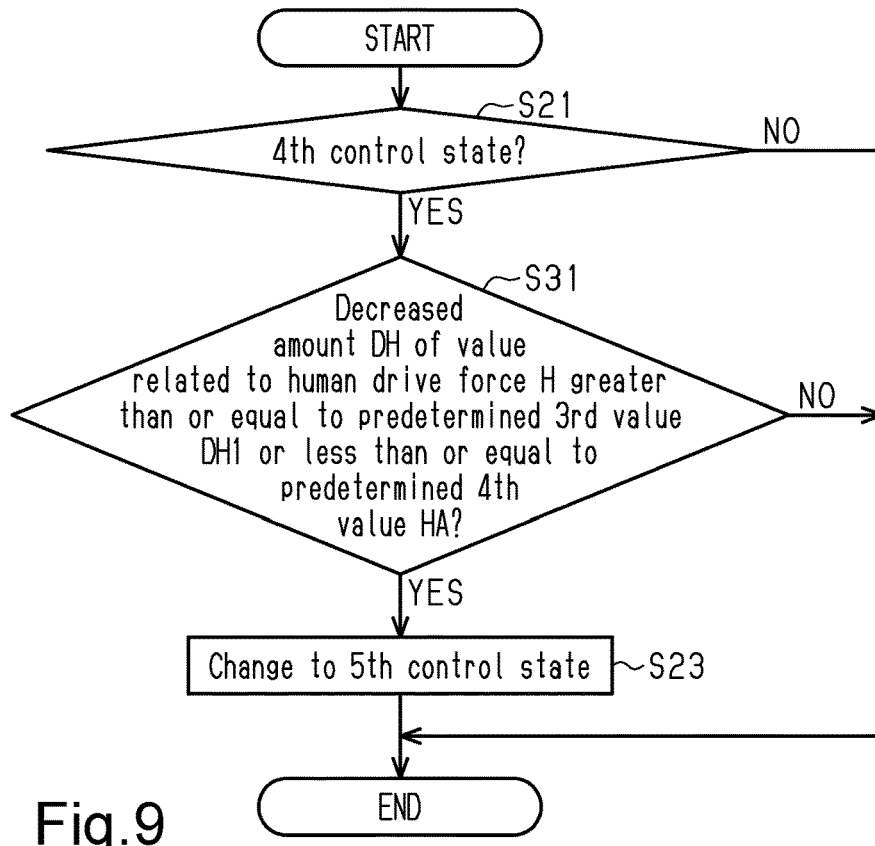 START
S21
4th control state?
NO
YES
S31
Decreased
amount DH of value
related to human drive force H greater
than or equal to predetermined 3rd value
DH1 or less than or equal to
predetermined 4th
value HA?
NO
YES
Change to 5th control state
S23
END
Fig.9